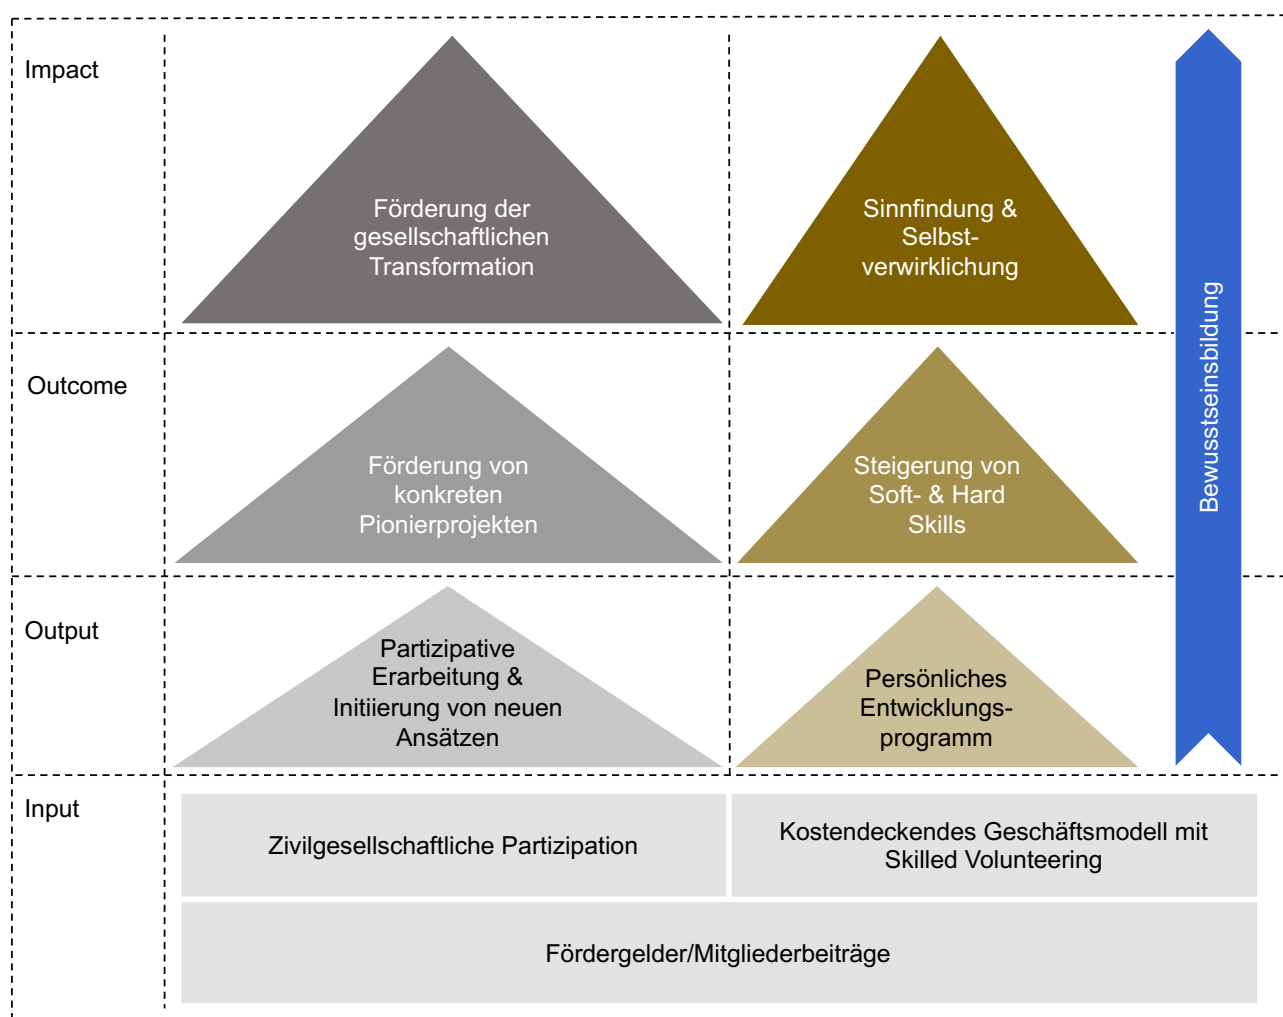 Impact
Förderung der
gesellschaftlichen
Transformation
Sinnfindung &
Selbst-
verwirklichung
Bewusstseinsbildung
Outcome
Förderung von
konkreten
Pionierprojekten
Steigerung von
Soft- & Hard
Skills
Output
Partizipative
Erarbeitung &
Initiierung von neuen
Ansätzen
Persönliches
Entwicklungs-
programm
Input
Zivilgesellschaftliche Partizipation
Kostendeckendes Geschäftsmodell mit
Skilled Volunteering
Fördergelder/Mitgliederbeiträge